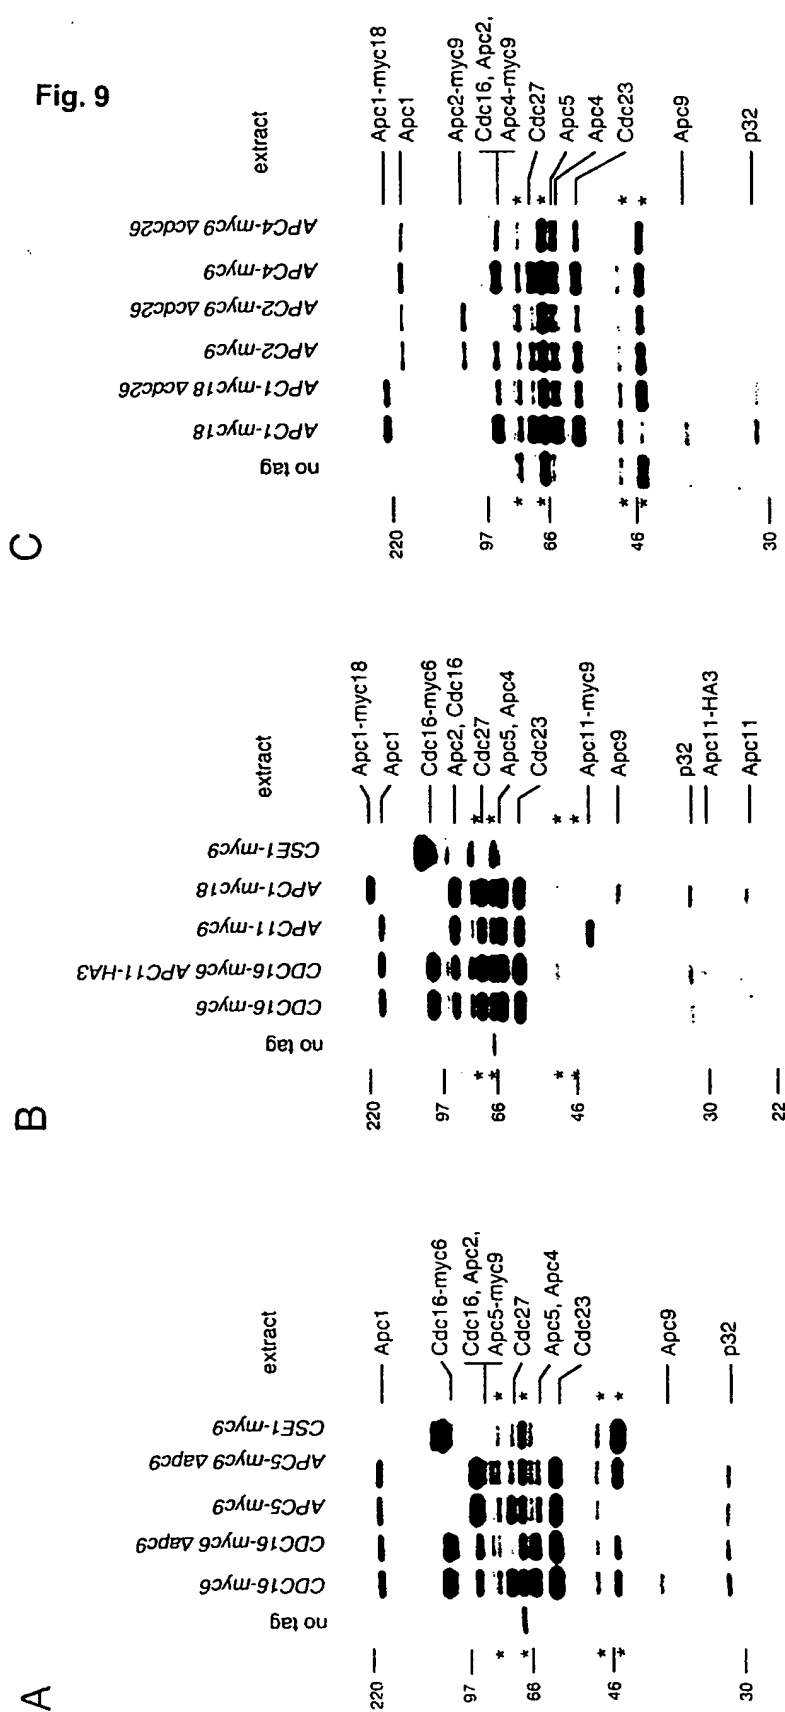 Fig. 9
A
no tag
CDC16-myc6
CDC16-myc6 Δapc9
APC5-myc9
APC5-myc9 Δapc9
CSE1-myc9
extract
220
97
66
46
30
*
*
*
*
*
*
*
*
Apc1
Cdc16-myc6
Cdc16, Apc2,
Apc5-myc9
Cdc27
Apc5, Apc4
Cdc23
Apc9
p32
B
no tag
CDC16-myc6
CDC16-myc6 APC11-HA3
APC11-myc9
APC1-myc18
CSE1-myc9
extract
220
97
66
46
30
22
*
*
*
*
*
*
*
*
Apc1-myc18
Apc1
Cdc16-myc6
Apc2, Cdc16
Cdc27
Apc5, Apc4
Cdc23
Apc11-myc9
Apc9
p32
Apc11-HA3
Apc11
C
no tag
APC1-myc18
APC1-myc18 Δcdc26
APC2-myc9
APC2-myc9 Δcdc26
APC4-myc9
APC4-myc9 Δcdc26
extract
220
97
66
46
30
*
*
*
*
*
*
*
*
Apc1-myc18
Apc1
Apc2-myc9
Cdc16, Apc2,
Apc4-myc9
Cdc27
Apc5
Apc4
Cdc23
Apc9
p32